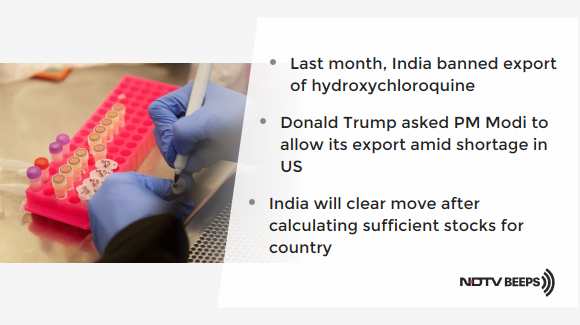 Last month, India banned export
of hydroxychloroquine
Donald Trump asked PM Modi to
allow its export amid shortage in
US
India will clear move after
calculating sufficient stocks for
country
NDTV BEEPS